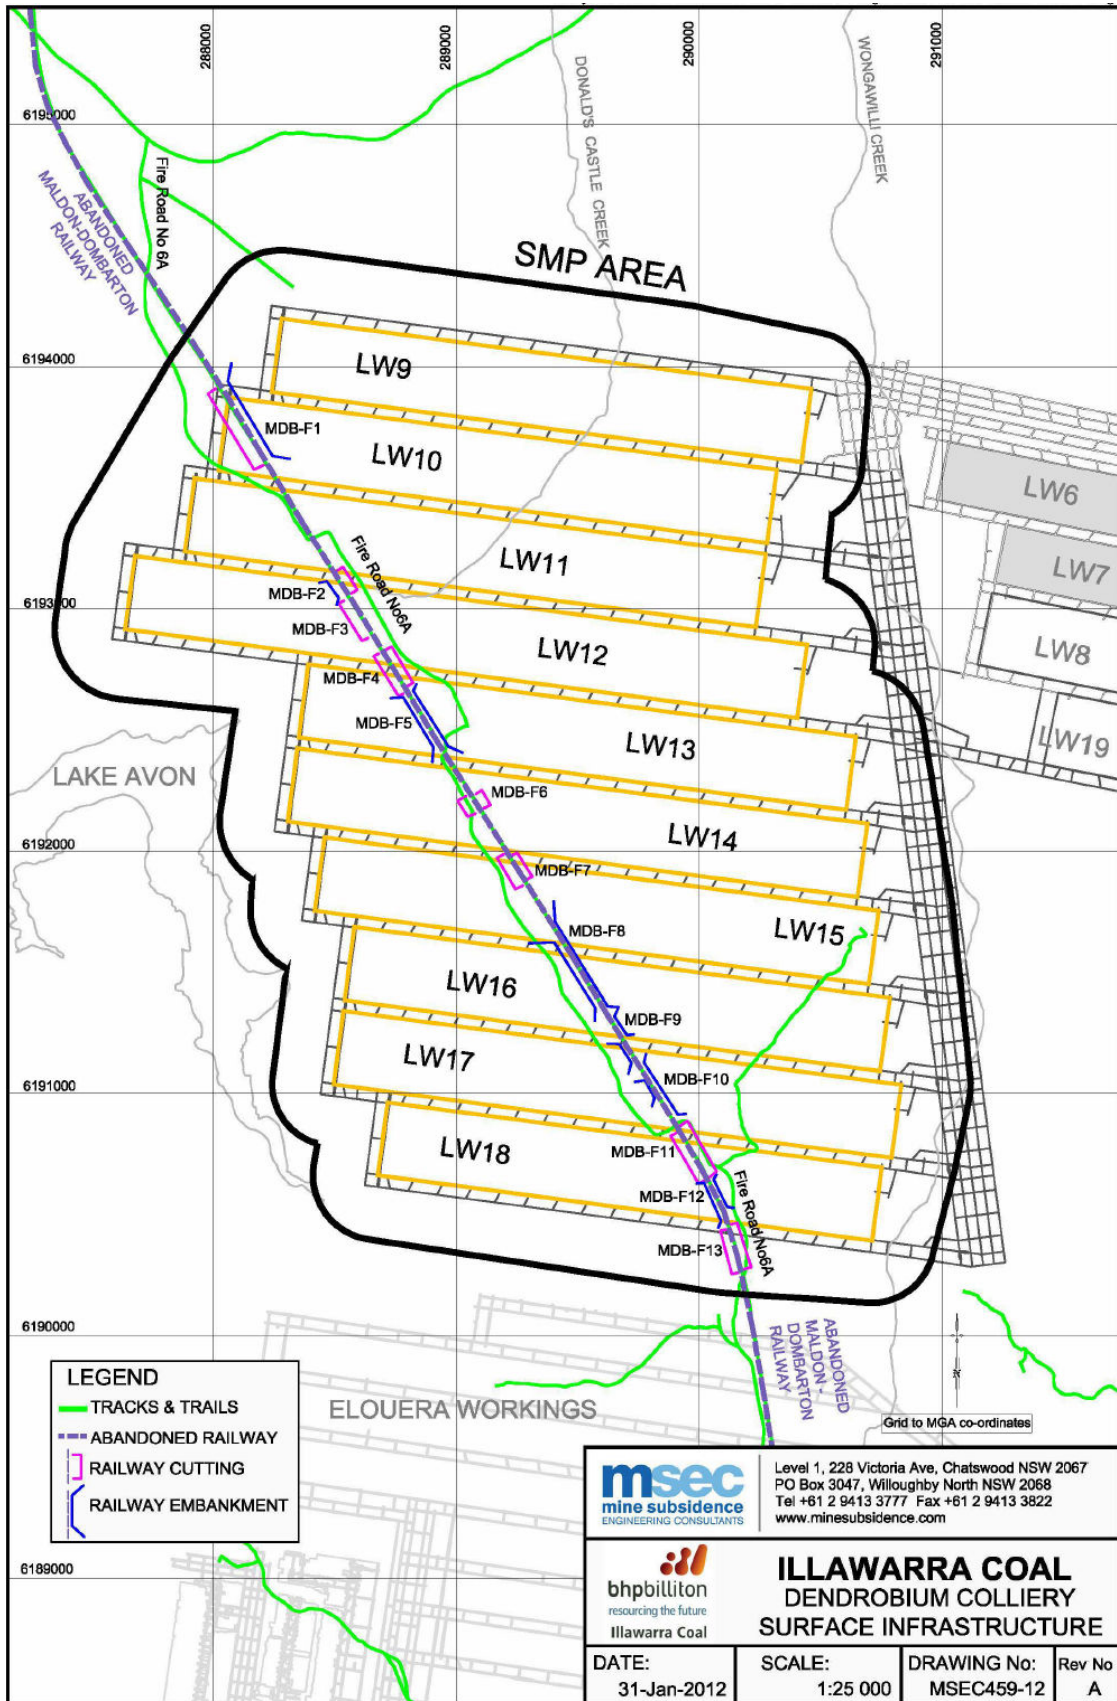 288000
289000
290000
291000
DONALD'S CASTLE CREEK
WONGAWILLI CREEK
6195000
Fire Road No 6A
ABANDONED
MALDON-DOMBARTON
RAILWAY
SMP AREA
6194000
LW9
MDB-F1
LW10
LW6
LW11
Fire Road No6A
LW7
MDB-F2
6193000
MDB-F3
LW12
LW8
MDB-F4
MDB-F5
LW13
LW19
LAKE AVON
MDB-F6
LW14
6192000
MDB-F7
MDB-F8
LW15
LW16
MDB-F9
LW17
MDB-F10
6191000
LW18
MDB-F11
MDB-F12
Fire Road No6A
MDB-F13
6190000
ABANDONED
MALDON -
DOMBARTON
RAILWAY
N
LEGEND
TRACKS & TRAILS
ABANDONED RAILWAY
RAILWAY CUTTING
RAILWAY EMBANKMENT
ELOUERA WORKINGS
Grid to MGA co-ordinates
6189000
msec
mine subsidence
ENGINEERING CONSULTANTS
Level 1, 228 Victoria Ave, Chatswood NSW 2067
PO Box 3047, Willoughby North NSW 2068
Tel +61 2 9413 3777 Fax +61 2 9413 3822
www.minesubsidence.com
bhpbilliton
resourcing the future
Illawarra Coal
ILLAWARRA COAL
DENDROBIUM COLLIERY
SURFACE INFRASTRUCTURE
DATE:
31-Jan-2012
SCALE:
1:25 000
DRAWING No:
MSEC459-12
Rev No
A